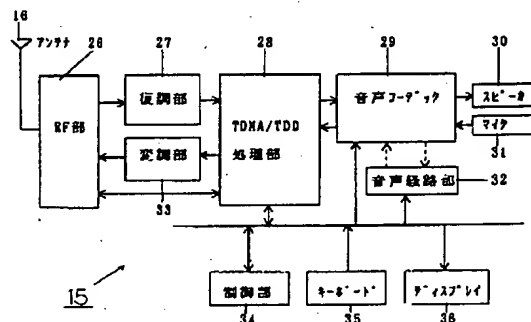 16
アンテナ
26
27
28
29
30
RF部
復調部
TDMA/TDD
処理部
音声コーデック
スピーカ
マイク
31
変調部
33
音声経路部
32
15
制御部
34
キーボード
35
ディスプレイ
36